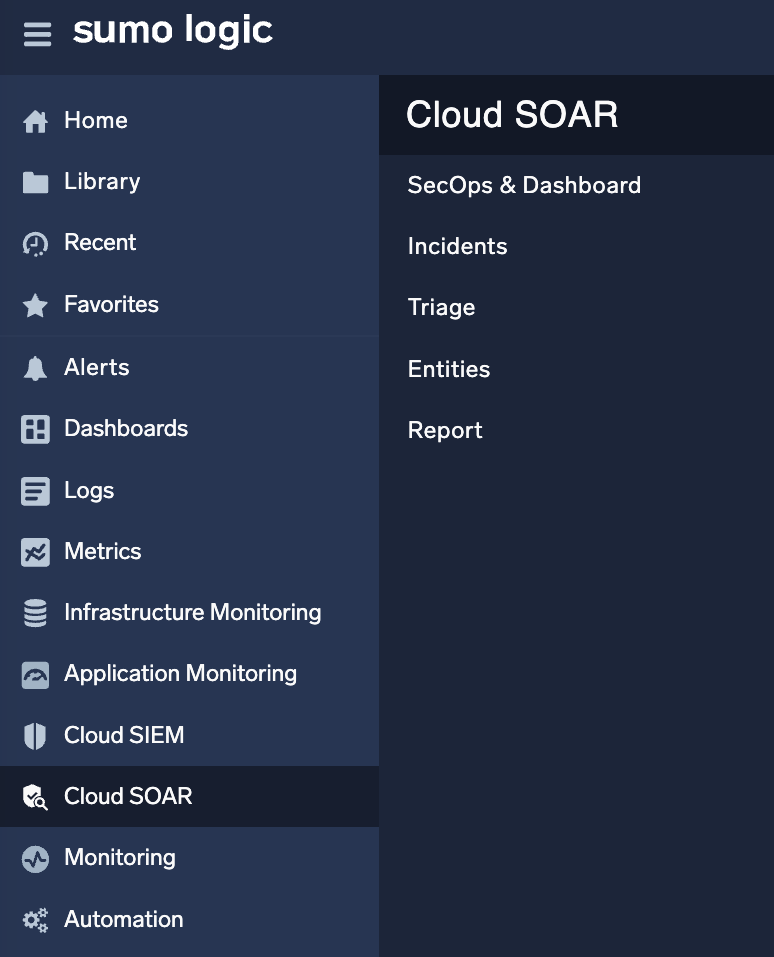 sumo logic
Home
Library
Recent
Favorites
Alerts
Dashboards
Logs
Metrics
Infrastructure Monitoring
Application Monitoring
Cloud SIEM
Cloud SOAR
Monitoring
Automation
Cloud SOAR
SecOps & Dashboard
Incidents
Triage
Entities
Report